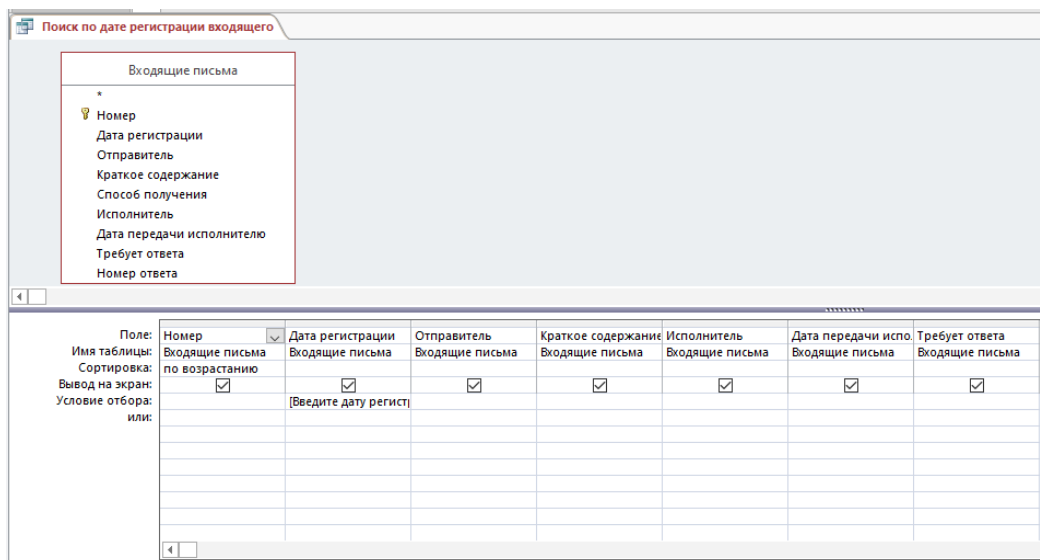 Поиск по дате регистрации входящего
Входящие письма
*
Номер
Дата регистрации
Отправитель
Краткое содержание
Способ получения
Исполнитель
Дата передачи исполнителю
Требует ответа
Номер ответа
Поле: Номер Дата регистрации Отправитель Краткое содержание Исполнитель Дата передачи испо Требует ответа
Имя таблицы: Входящие письма Входящие письма Входящие письма Входящие письма Входящие письма Входящие письма Входящие письма
Сортировка: по возрастанию
Вывод на экран:
Условие отбора: [Введите дату регист
или: